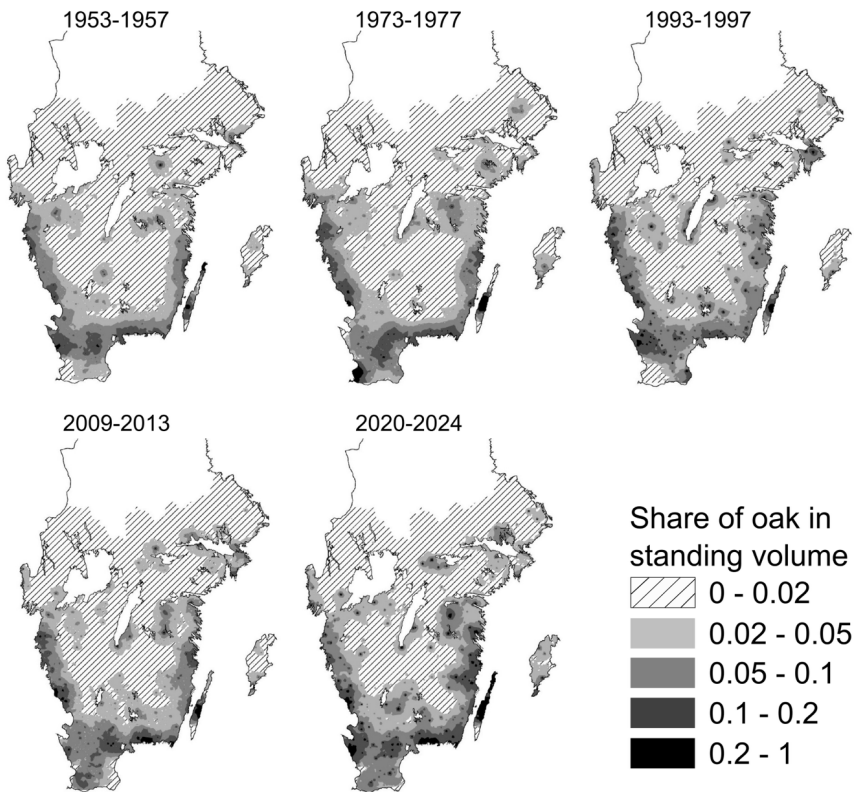 1953-1957
1973-1977
1993-1997
2009-2013
2020-2024
Share of oak in
standing volume
0 - 0.02
0.02 - 0.05
0.05 - 0.1
0.1 - 0.2
0.2 - 1